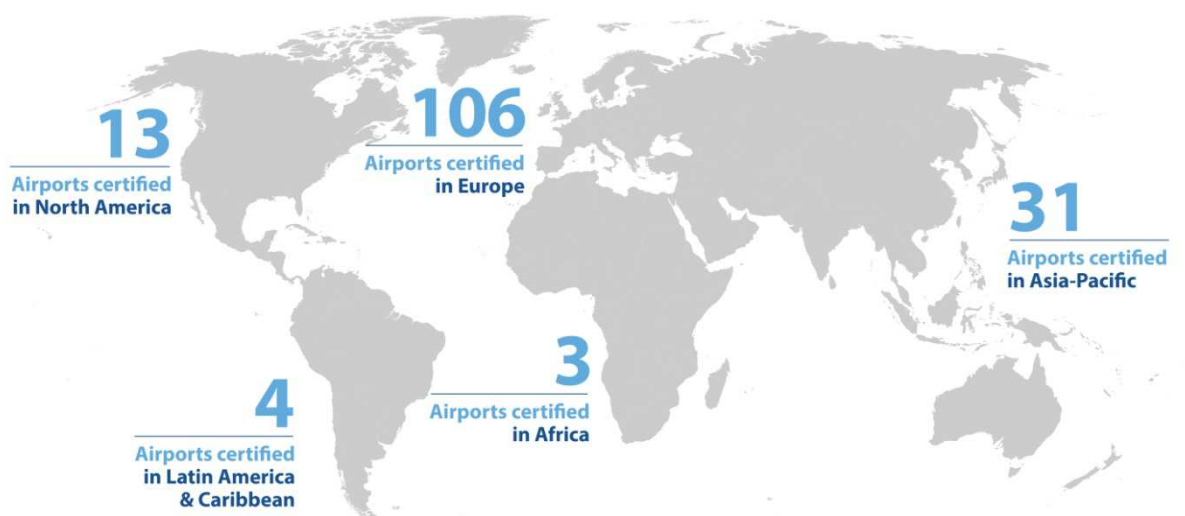 13
Airports certified
in North America
106
Airports certified
in Europe
31
Airports certified
in Asia-Pacific
4
Airports certified
in Latin America
& Caribbean
3
Airports certified
in Africa